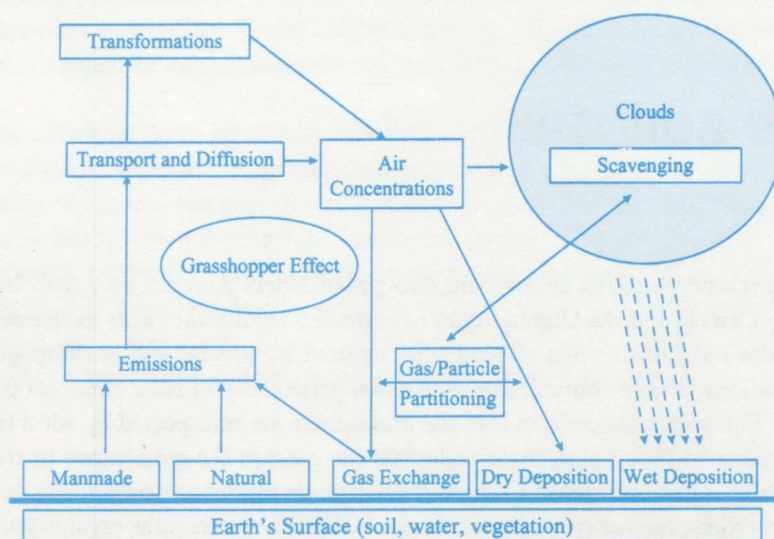 Transformations
Clouds
Transport and Diffusion
Air
Concentrations
Scavenging
Grasshopper Effect
Emissions
Gas/Particle
Partitioning
Manmade
Natural
Gas Exchange
Dry Deposition
Wet Deposition
Earth's Surface (soil, water, vegetation)